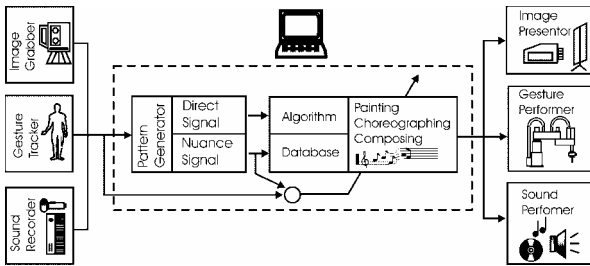 Image
Grabber
Gesture
Tracker
Sound
Recorder
Pattern
Generator
Direct
Signal
Nuance
Signal
Algorithm
Database
Painting
Choreographing
Composing
Image
Presentor
Gesture
Performer
Sound
Perfomer